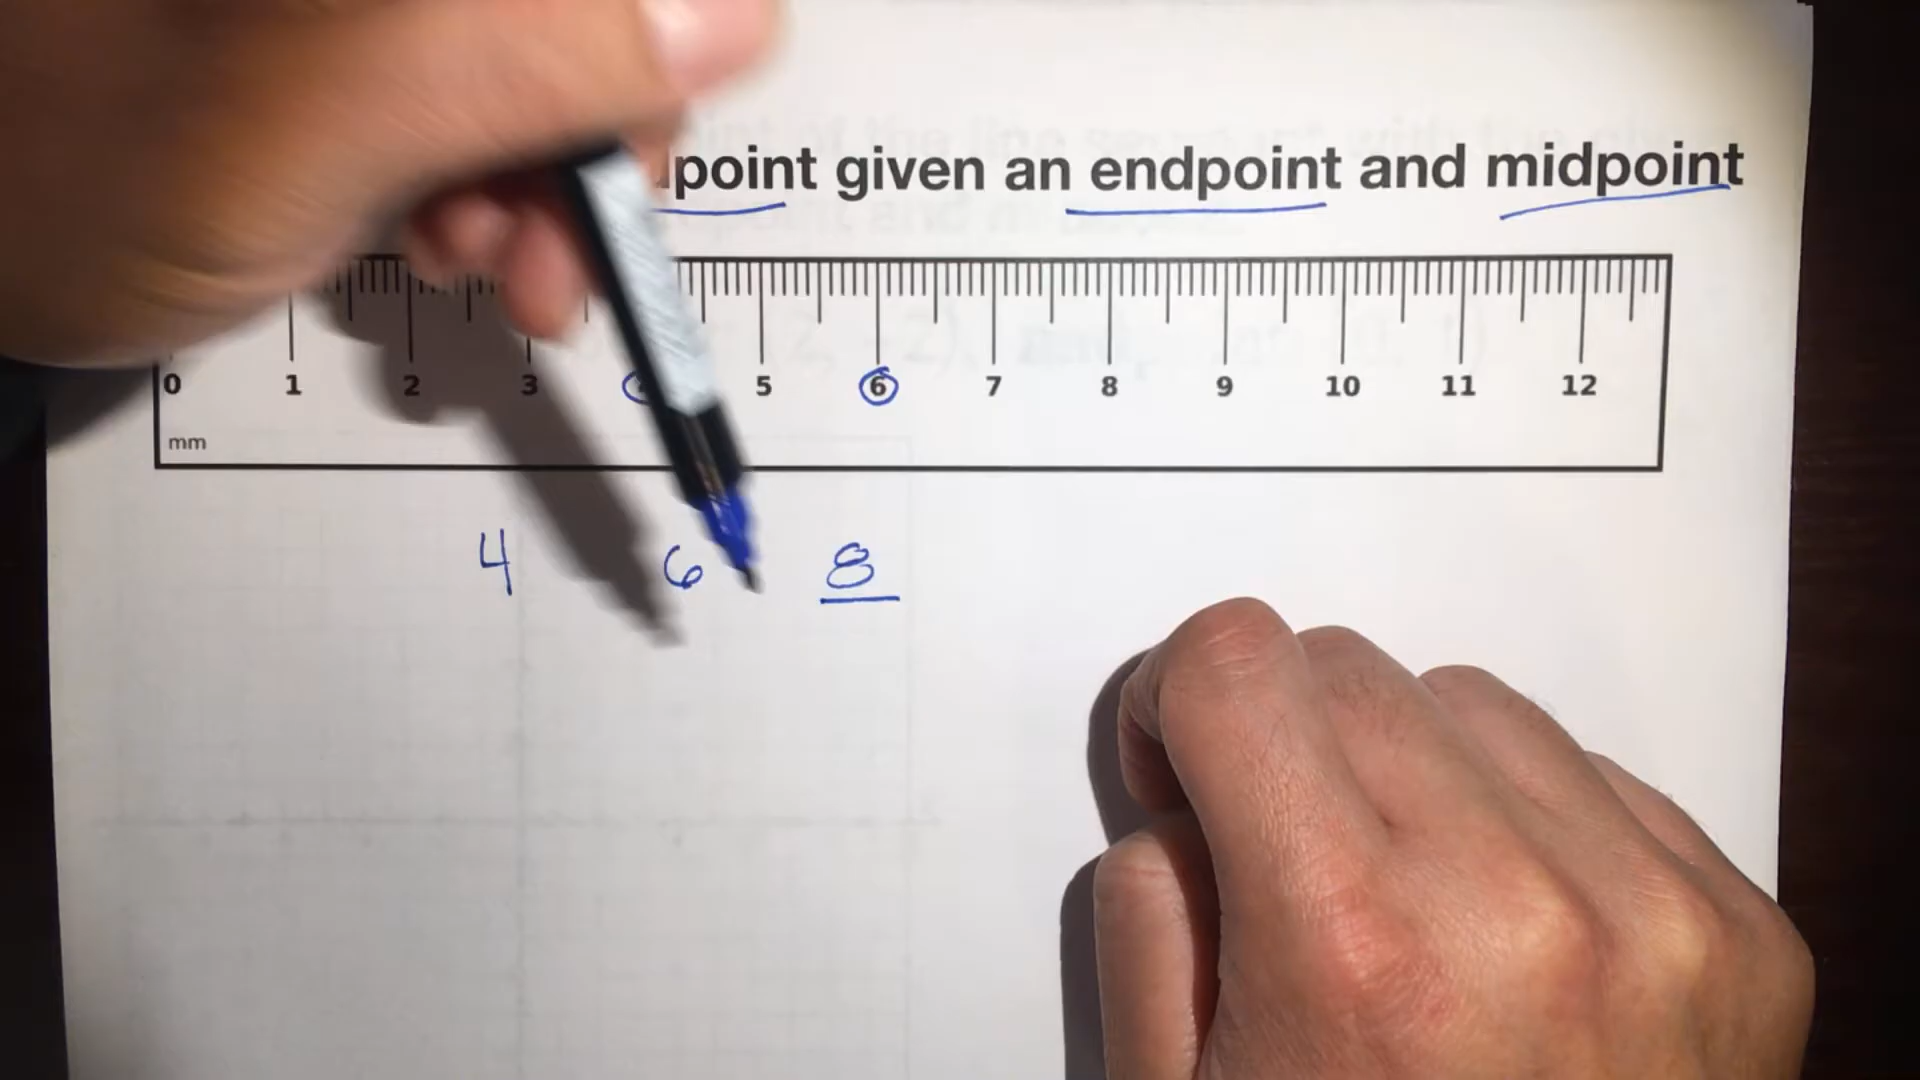 given an endpoint and midpoint
0 1 2 3 5 6 7 8 9 10 11 12
mm
4 6 8